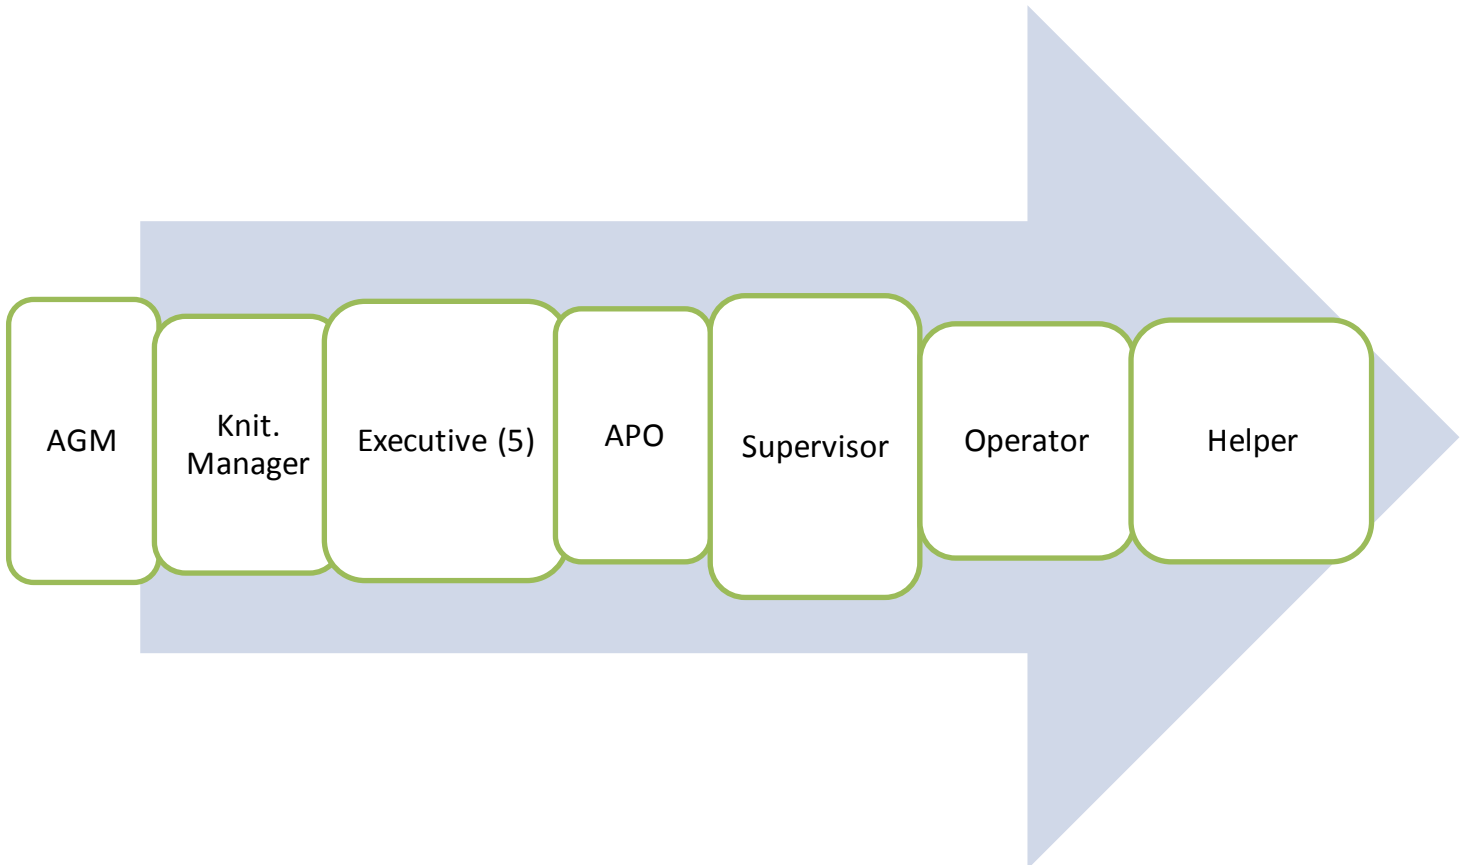 AGM
Knit.
Manager
Executive (5)
APO
Supervisor
Operator
Helper